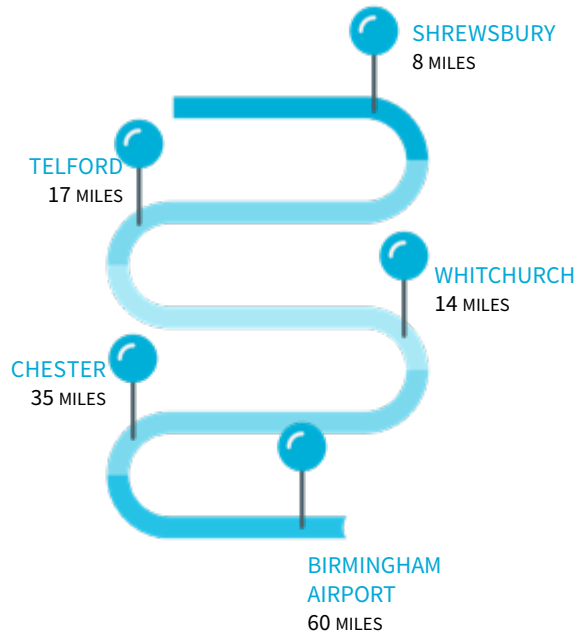 SHREWSBURY
8 MILES
TELFORD
17 MILES
WHITCHURCH
14 MILES
CHESTER
35 MILES
BIRMINGHAM
AIRPORT
60 MILES